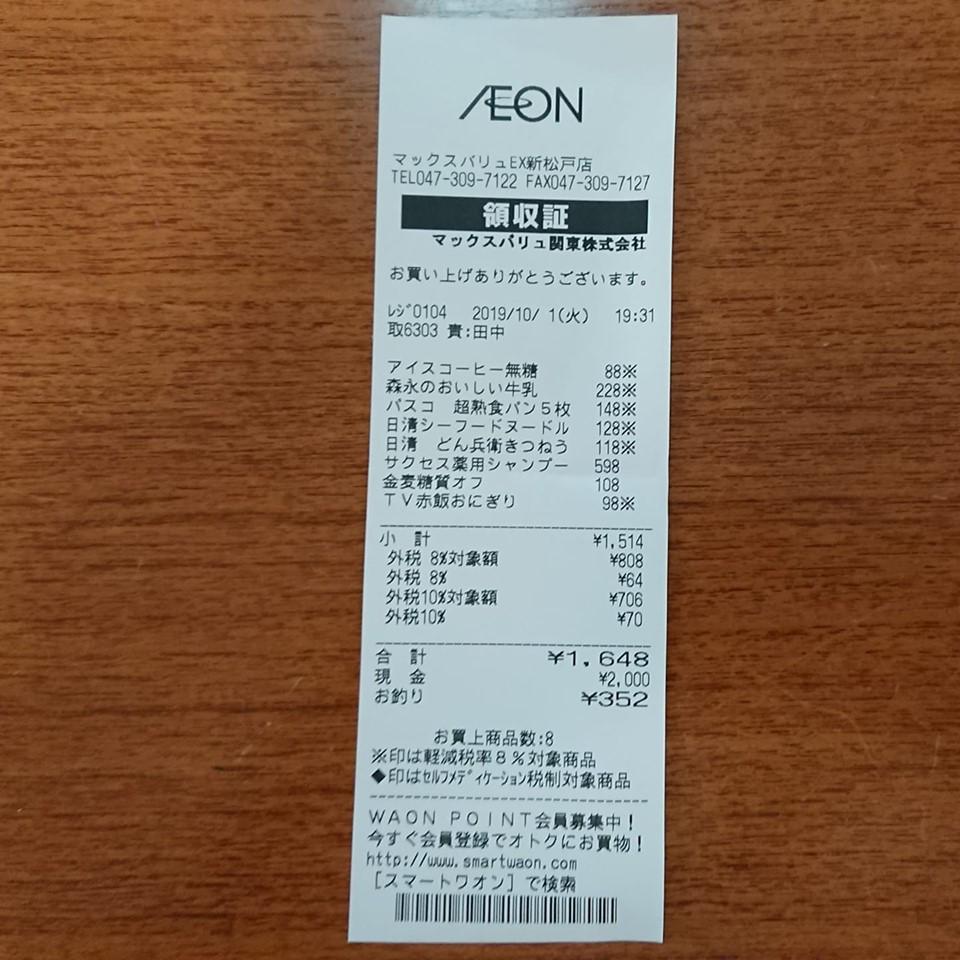 ÆON
マックスバリュEX新松戸店
TEL047-309-7122 FAX047-309-7127
領収証
マックスバリュ関東株式会社
お買い上げありがとうございます。
ﾚｼﾞ0104 2019/10/ 1(火) 19:31
取6303 責:田中
アイスコーヒー無糖 88※
森永のおいしい牛乳 228※
パスコ 超熟食パン5枚 148※
日清シーフードヌードル 128※
日清 どん兵衛きつねう 118※
サクセス薬用シャンプー 598
金麦糖質オフ 108
TV赤飯おにぎり 98※
小 計 ¥1,514
外税 8%対象額 ¥808
外税 8% ¥64
外税10%対象額 ¥706
外税10% ¥70
合 計 ¥1,648
現 金 ¥2,000
お釣り ¥352
お買上商品数:8
※印は軽減税率8%対象商品
◆印はｾﾙﾌﾒﾃﾞｨｹｰｼｮﾝ税制対象商品
WAON POINT会員募集中!
今すぐ会員登録でオトクにお買物!
http://www.smartwaon.com
[スマートワオン]で検索